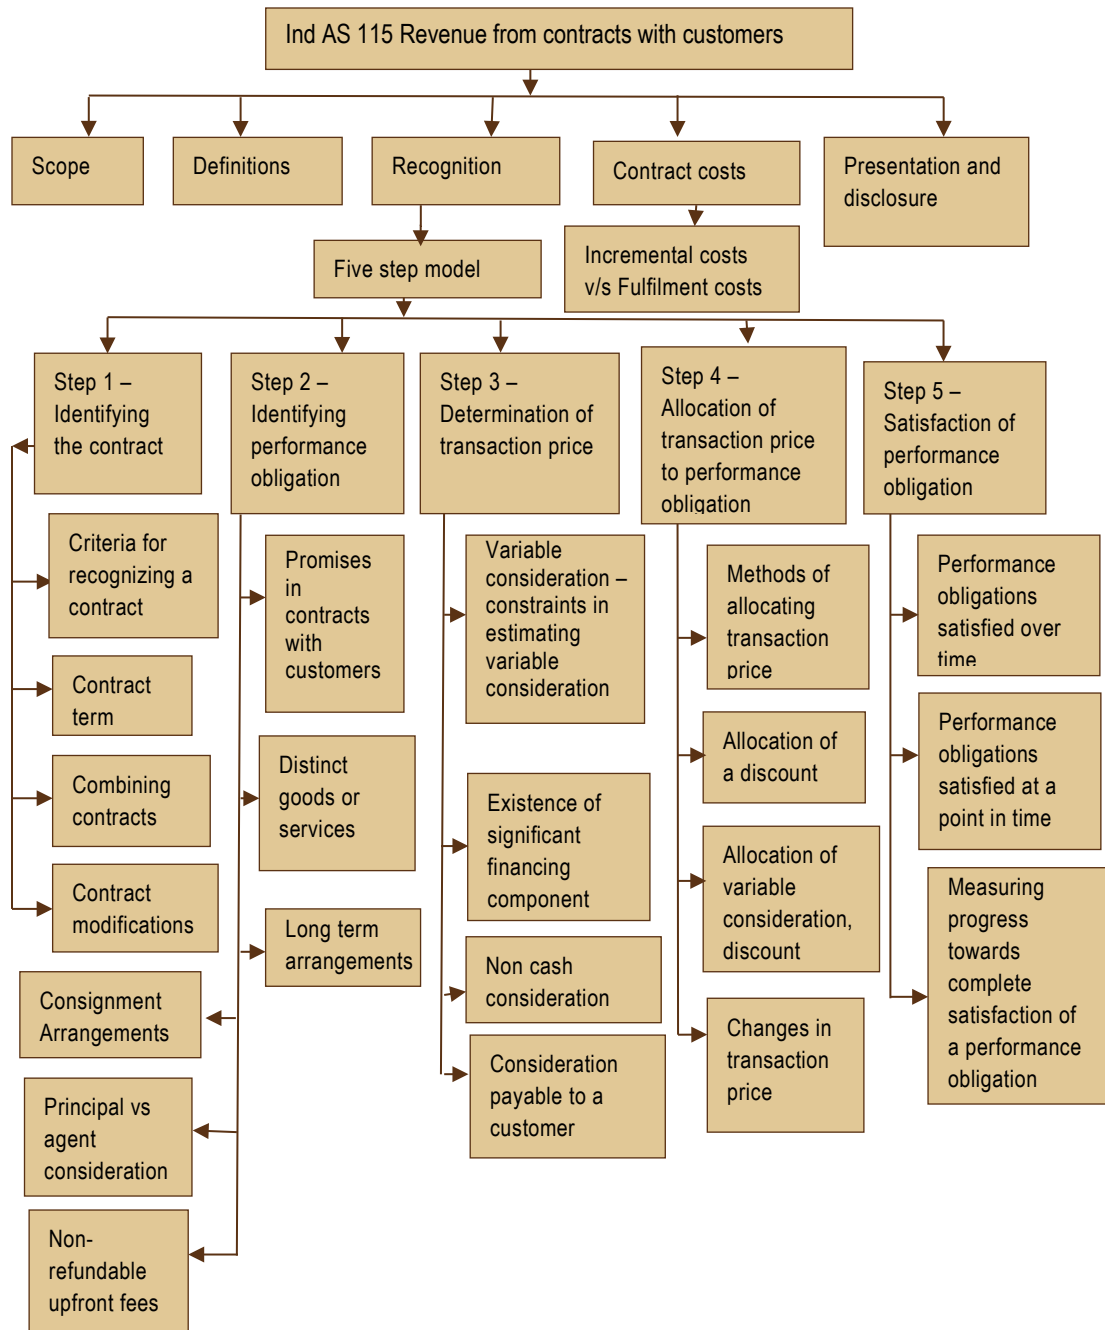 Ind AS 115 Revenue from contracts with customers
Scope
Definitions
Recognition
Contract costs
Presentation and
disclosure
Five step model
Incremental costs
v/s Fulfilment costs
Step 1 –
Identifying
the contract
Step 2 –
Identifying
performance
obligation
Step 3 –
Determination of
transaction price
Step 4 –
Allocation of
transaction price
to performance
obligation
Step 5 –
Satisfaction of
performance
obligation
Criteria for
recognizing a
contract
Contract
term
Combining
contracts
Contract
modifications
Promises
in
contracts
with
customers
Distinct
goods or
services
Long term
arrangements
Consignment
Arrangements
Principal vs
agent
consideration
Non-
refundable
upfront fees
Variable
consideration –
constraints in
estimating
variable
consideration
Existence of
significant
financing
component
Non cash
consideration
Consideration
payable to a
customer
Methods of
allocating
transaction
price
Allocation of
a discount
Allocation of
variable
consideration,
discount
Changes in
transaction
price
Performance
obligations
satisfied over
time
Performance
obligations
satisfied at a
point in time
Measuring
progress
towards
complete
satisfaction of
a performance
obligation